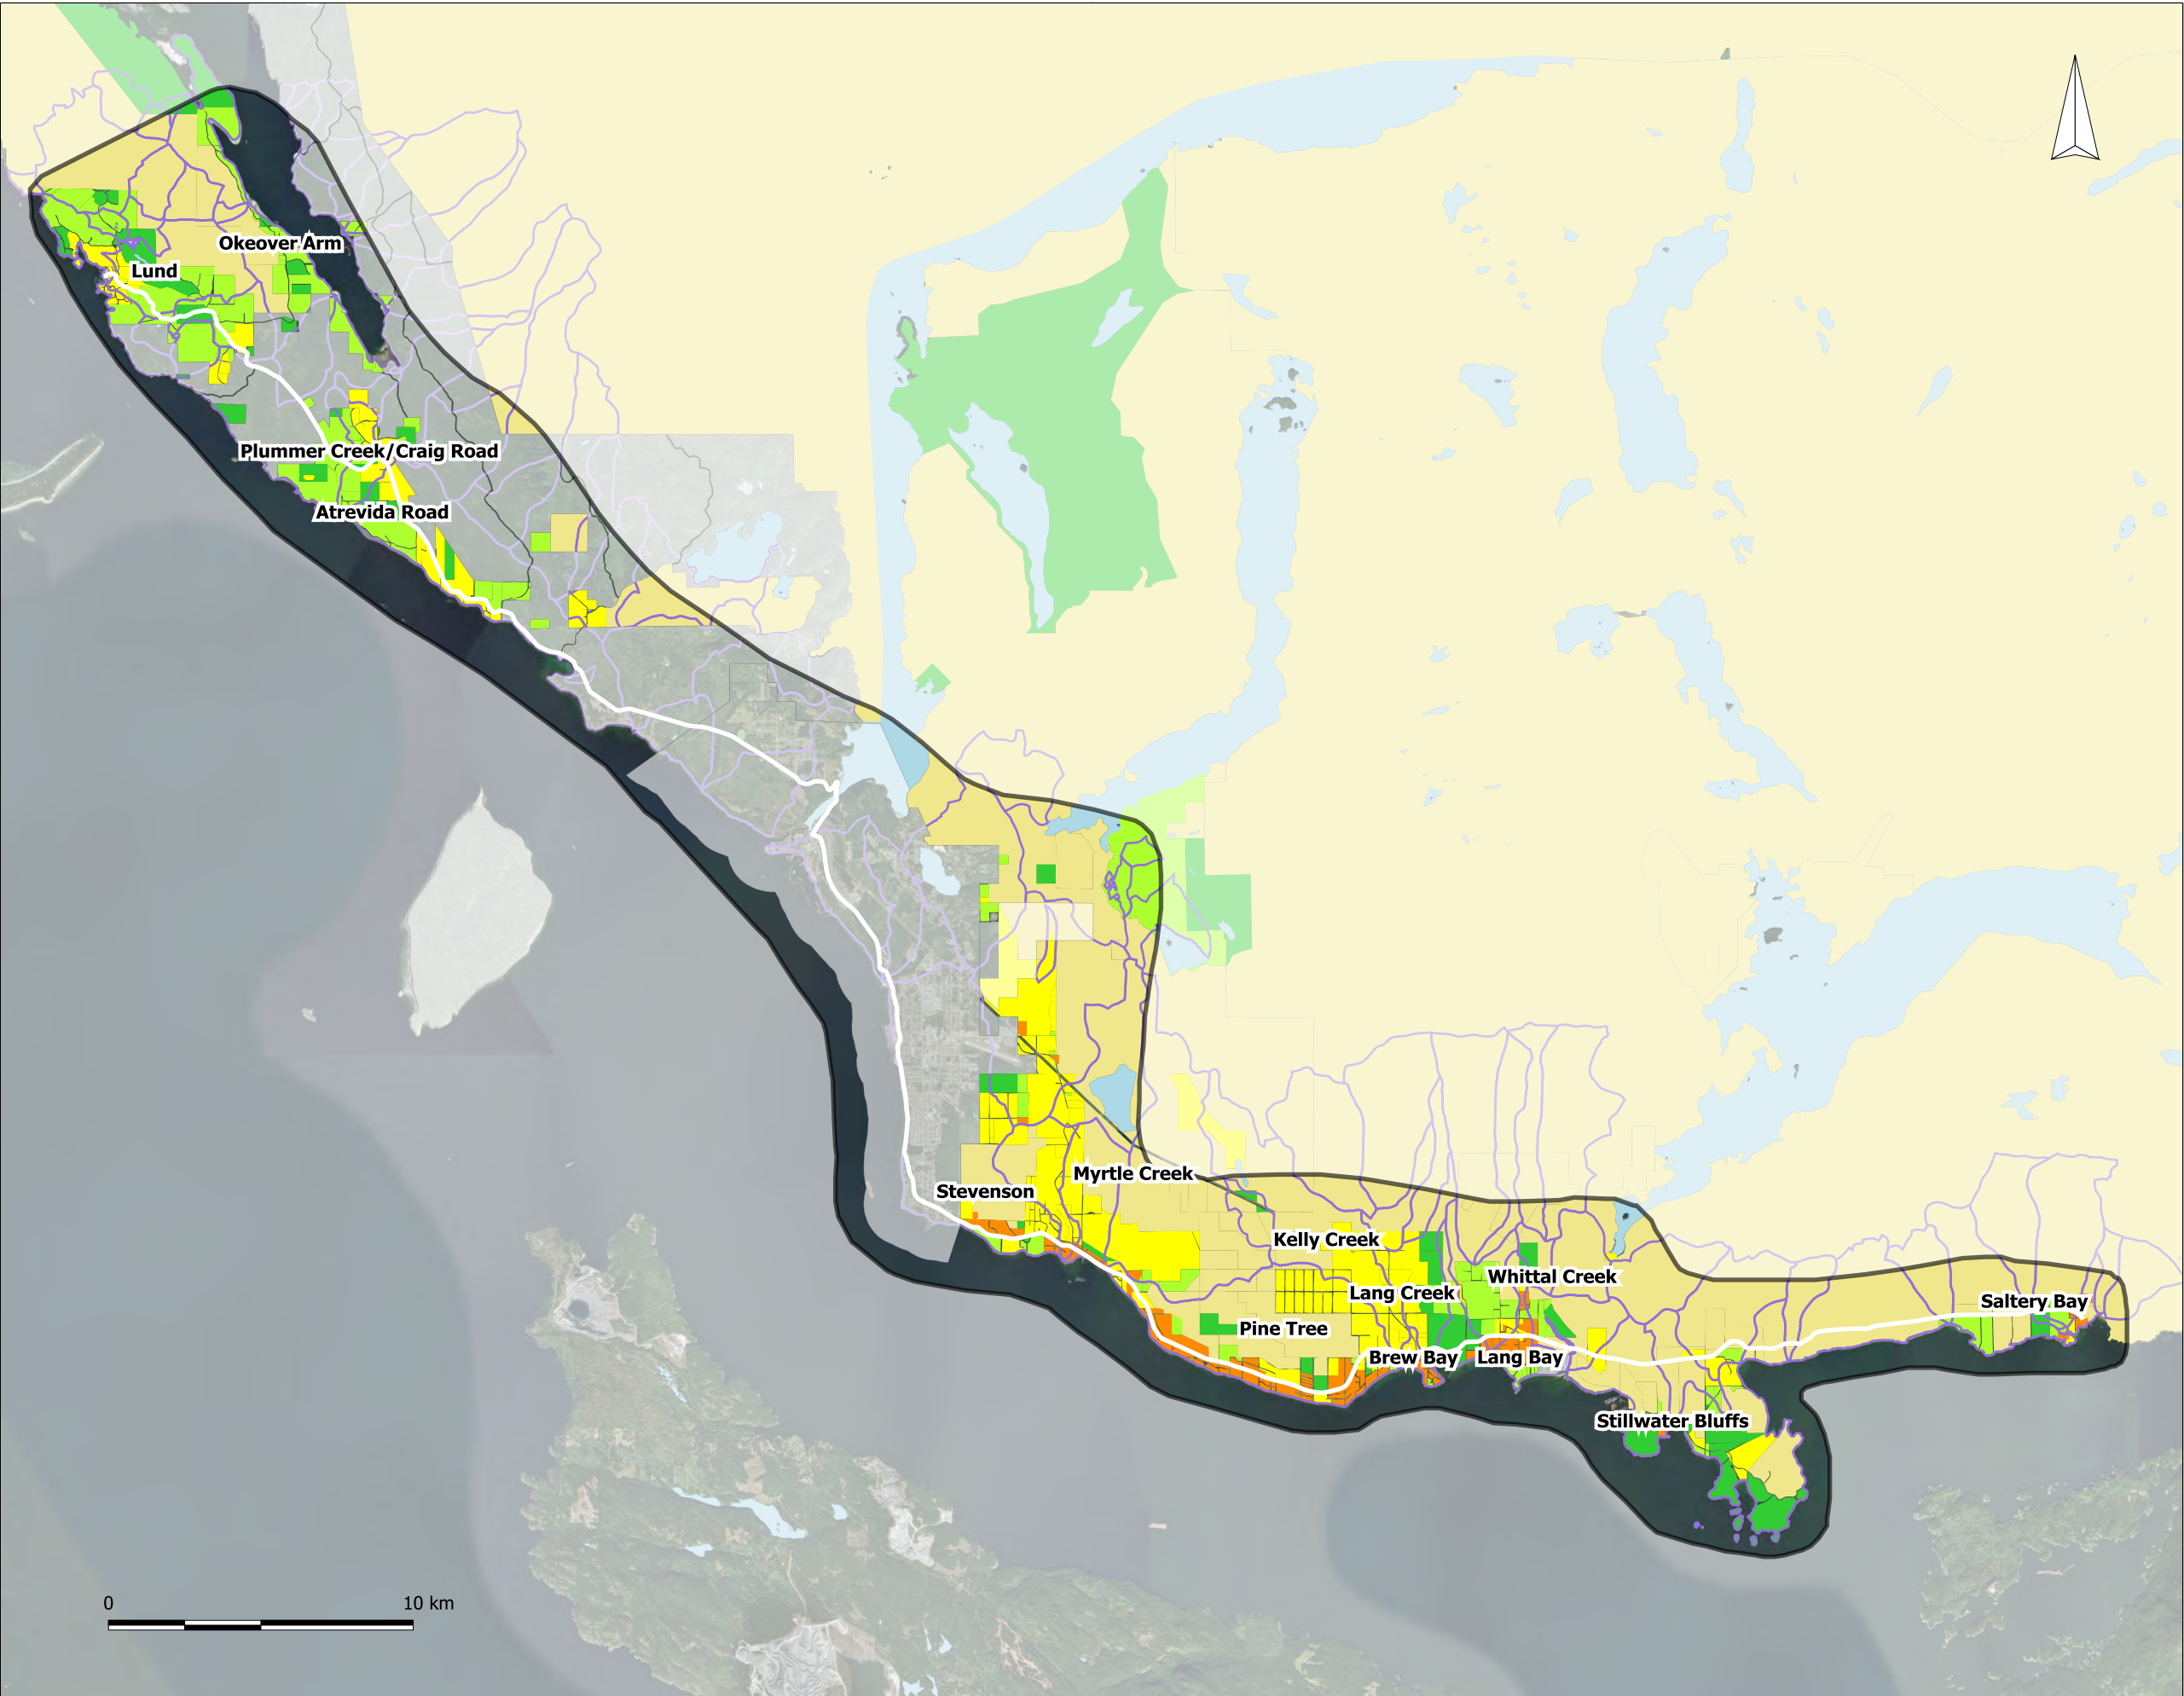 Okeover Arm
Lund
Plummer Creek/Craig Road
Atrevida Road
Myrtle Creek
Stevenson
Kelly Creek
Whittal Creek
Lang Creek
Saltery Bay
Pine Tree
Brew Bay
Lang Bay
Stillwater Bluffs
0 10 km